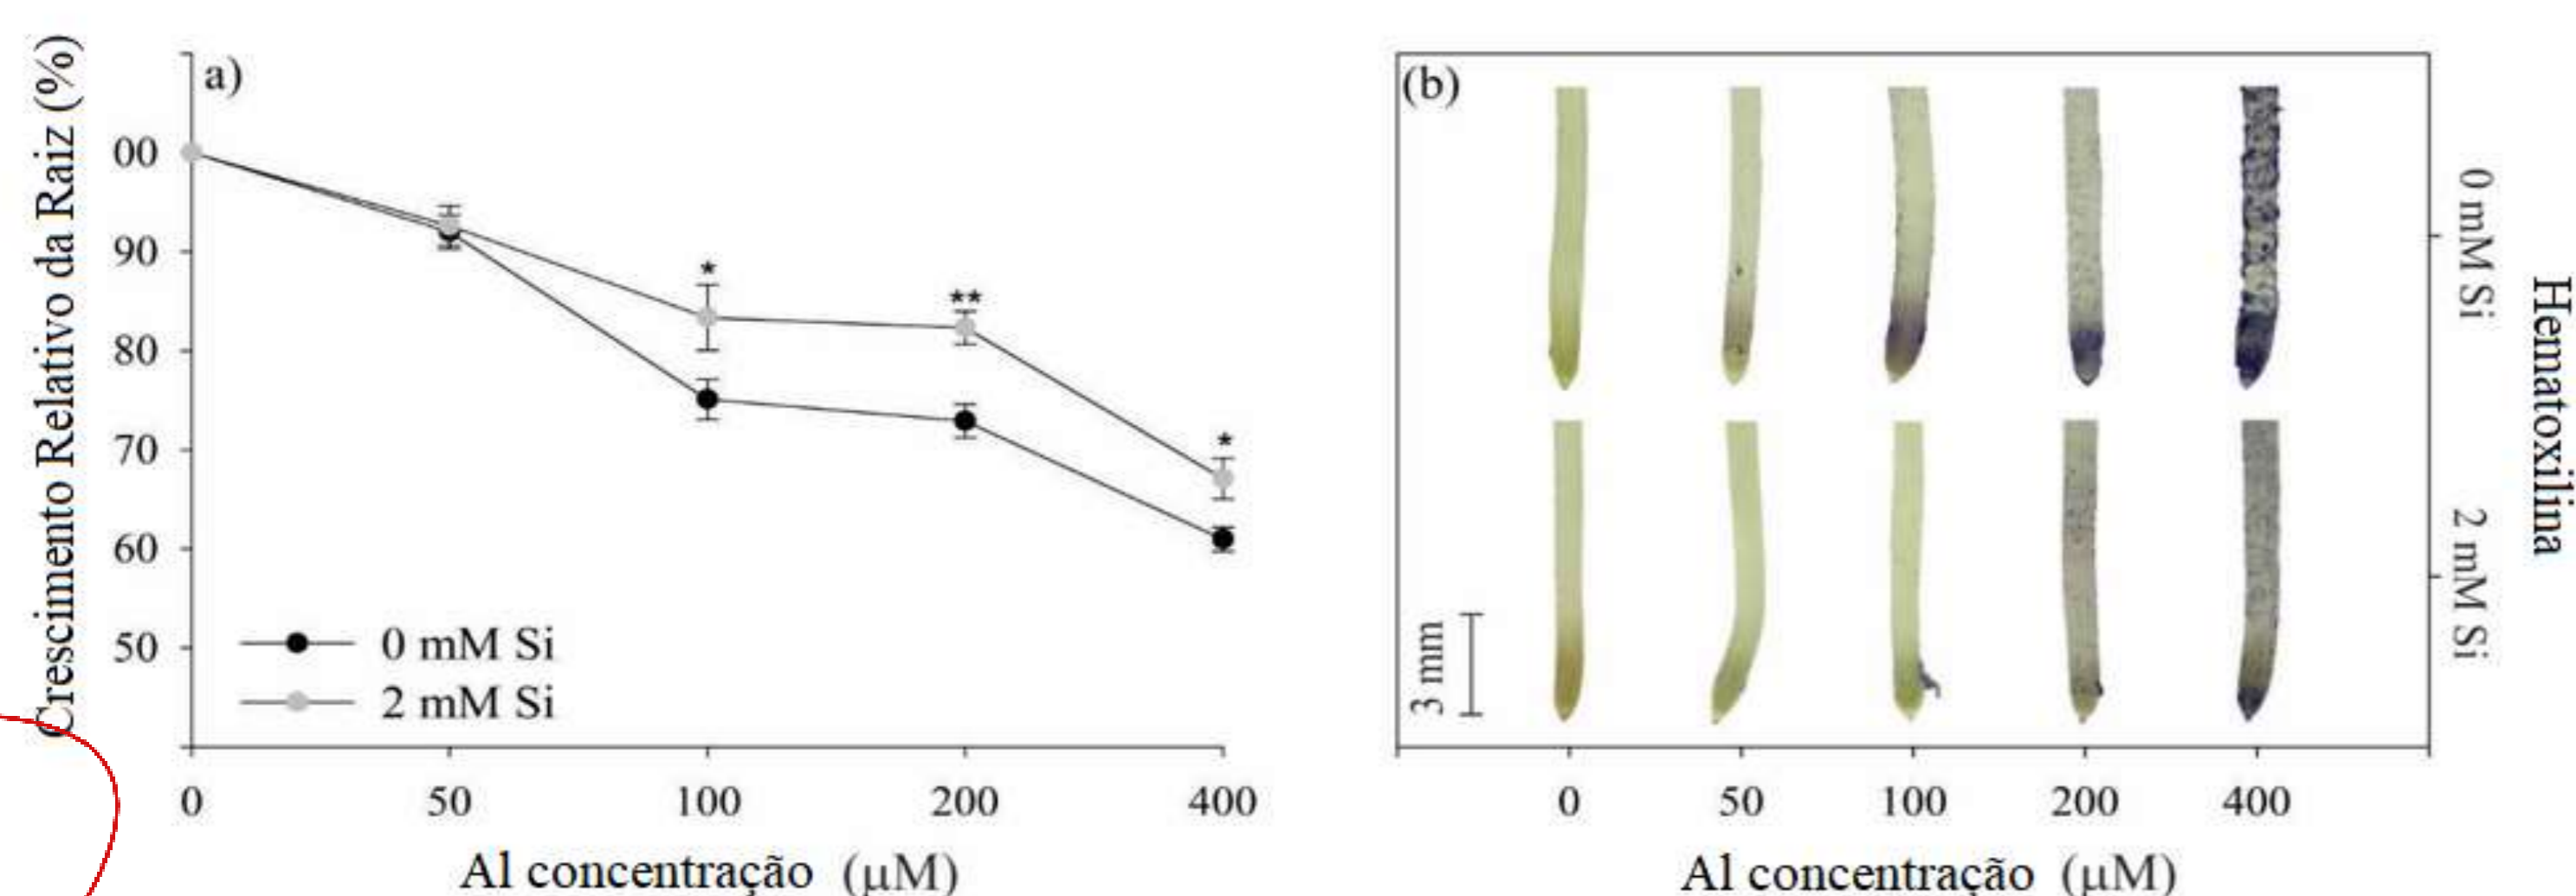 Crescimento Relativo da Raiz (%)
a)
00
90
80
70
60
50
*
**
*
0 mM Si
2 mM Si
0 50 100 200 400
Al concentração (µM)
(b)
3 mm
0 50 100 200 400
Al concentração (µM)
0 mM Si
2 mM Si
Hematoxilina